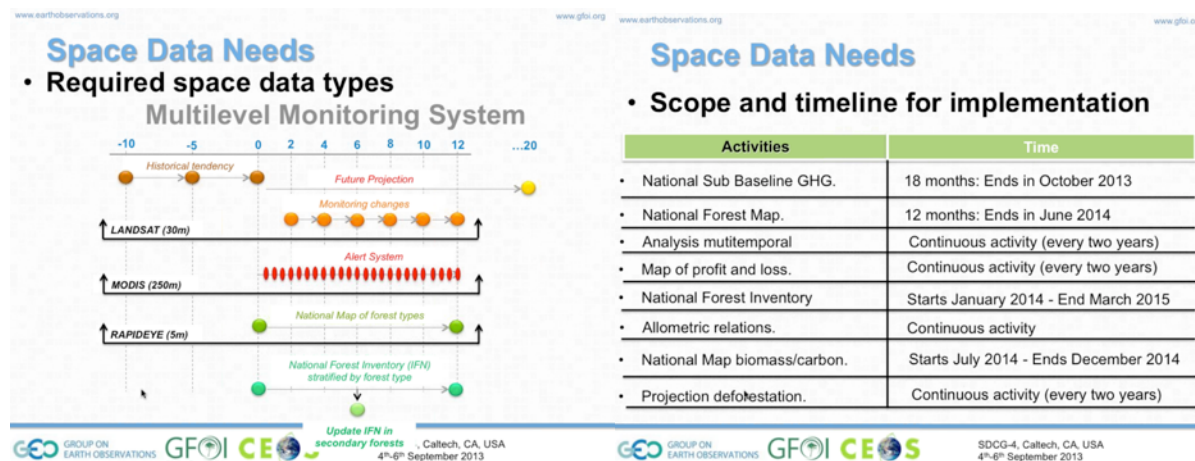 www.earthobservations.org
www.gfoi.org
Space Data Needs
• Required space data types
Multilevel Monitoring System
-10 -5 0 2 4 6 8 10 12 ...20
Historical tendency
Future Projection
Monitoring changes
LANDSAT (30m)
Alert System
MODIS (250m)
National Map of forest types
RAPIDEYE (5m)
National Forest Inventory (IFN)
stratified by forest type
Update IFN in
secondary forests
GEO GROUP ON
EARTH OBSERVATIONS
GFOI
CE S
, Caltech, CA, USA
4th-6th September 2013
www.earthobservations.org
www.gfoi.o
Space Data Needs
• Scope and timeline for implementation
Activities Time
• National Sub Baseline GHG. 18 months: Ends in October 2013
• National Forest Map. 12 months: Ends in June 2014
• Analysis mutitemporal Continuous activity (every two years)
• Map of profit and loss. Continuous activity (every two years)
• National Forest Inventory Starts January 2014 - End March 2015
• Allometric relations. Continuous activity
• National Map biomass/carbon. Starts July 2014 - Ends December 2014
• Projection deforestation. Continuous activity (every two years)
GEO GROUP ON
EARTH OBSERVATIONS
GFOI
CEOS
SDCG-4, Caltech, CA, USA
4th-6th September 2013